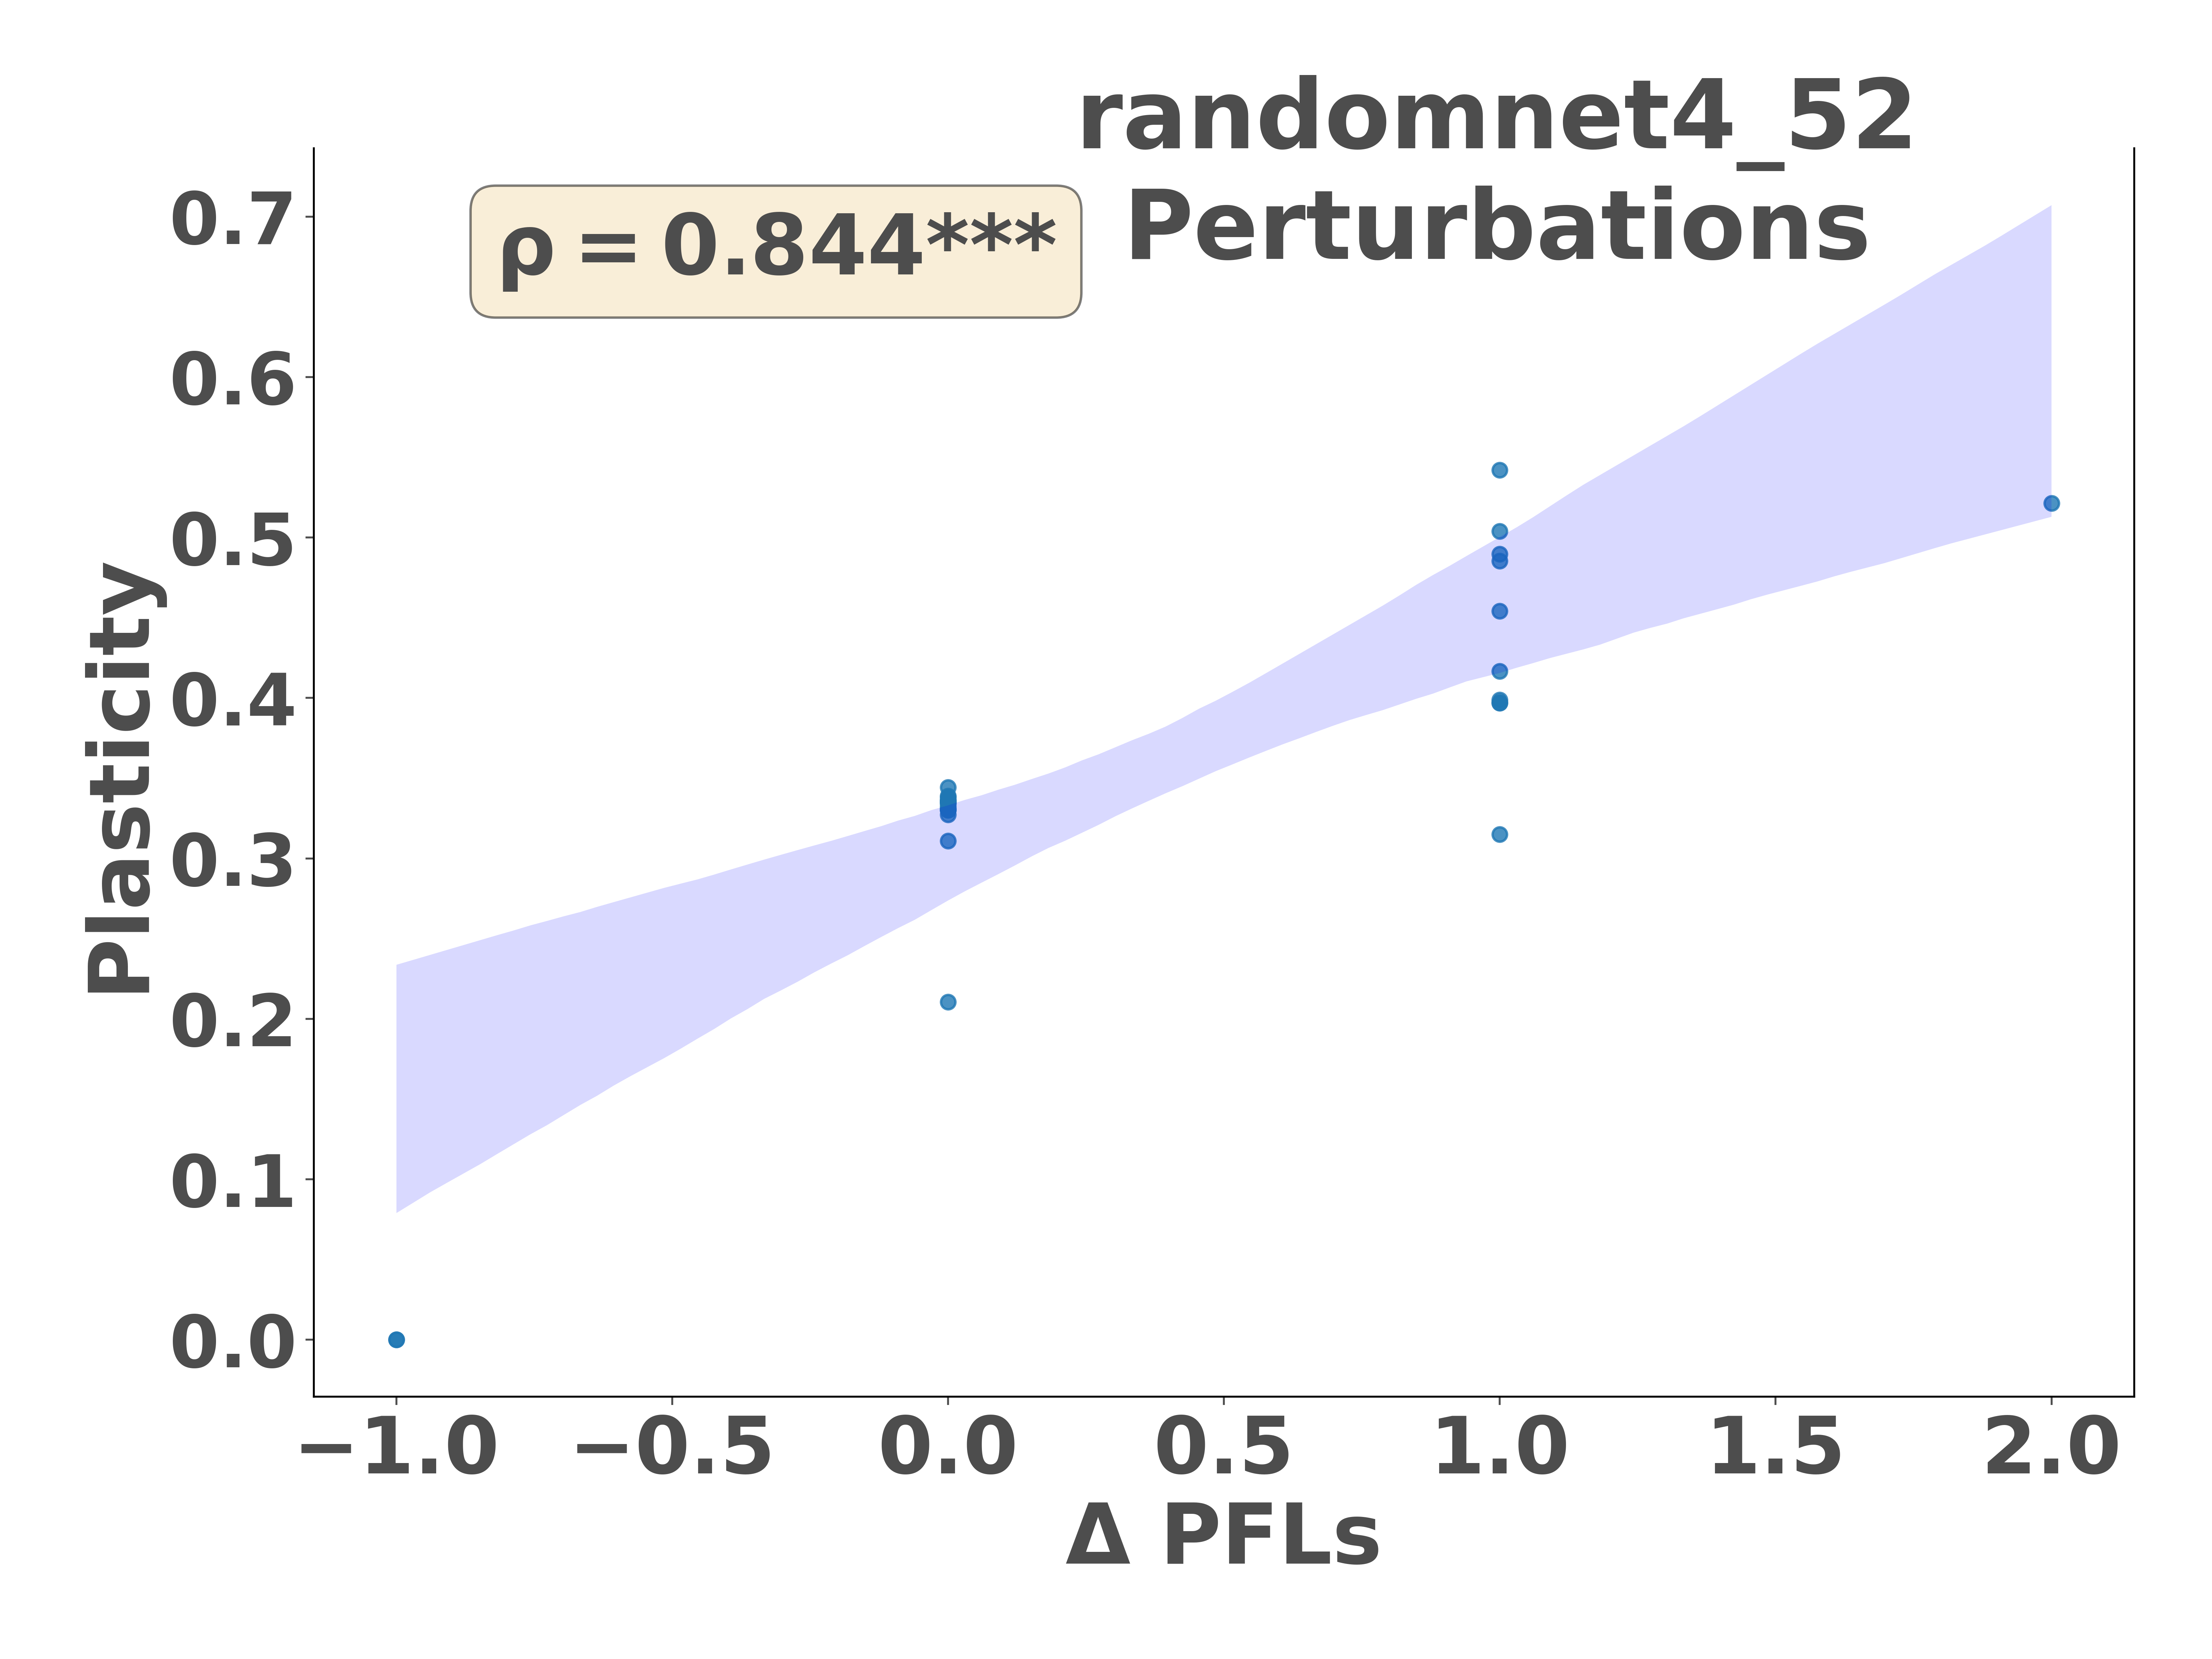 randomnet4_52
Perturbations
ρ = 0.844***
Plasticity
0.7
0.6
0.5
0.4
0.3
0.2
0.1
0.0
−1.0 −0.5 0.0 0.5 1.0 1.5 2.0
Δ PFLs